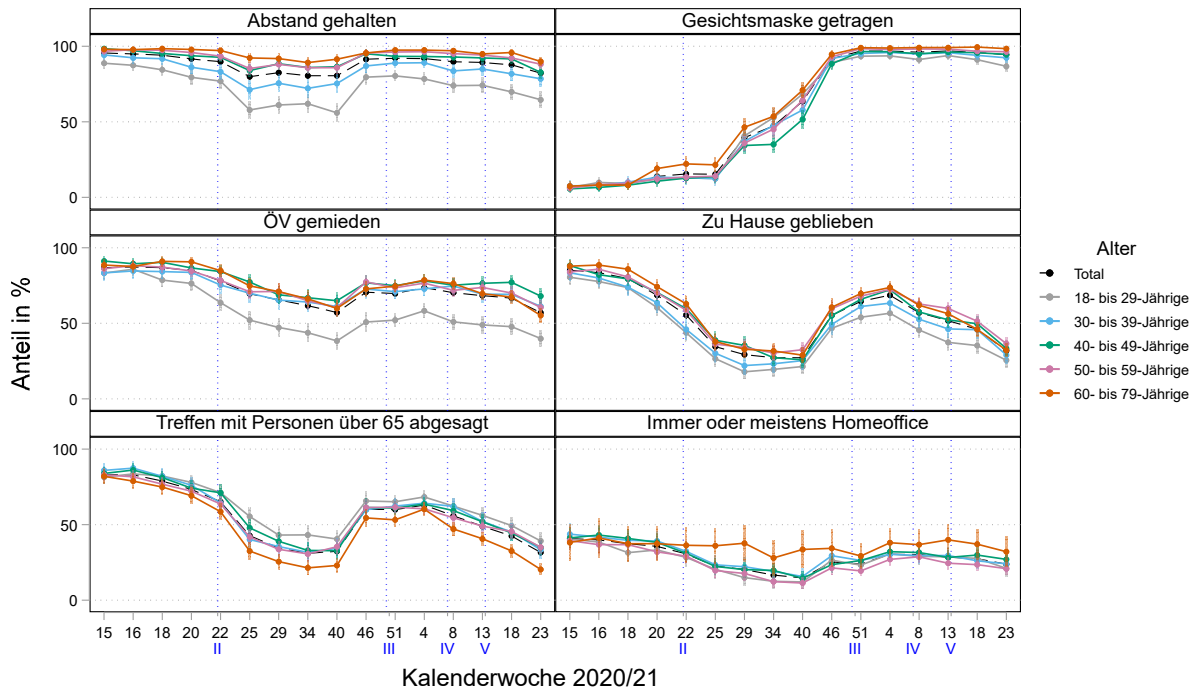 Abstand gehalten
Gesichtsmaske getragen
100
50
0
ÖV gemieden
Zu Hause geblieben
100
50
0
Treffen mit Personen über 65 abgesagt
Immer oder meistens Homeoffice
100
50
0
Anteil in %
15 16 18 20 22 25 29 34 40 46 51 4 8 13 18 23
II III IV V
15 16 18 20 22 25 29 34 40 46 51 4 8 13 18 23
II III IV V
Kalenderwoche 2020/21
Alter
Total
18- bis 29-Jährige
30- bis 39-Jährige
40- bis 49-Jährige
50- bis 59-Jährige
60- bis 79-Jährige